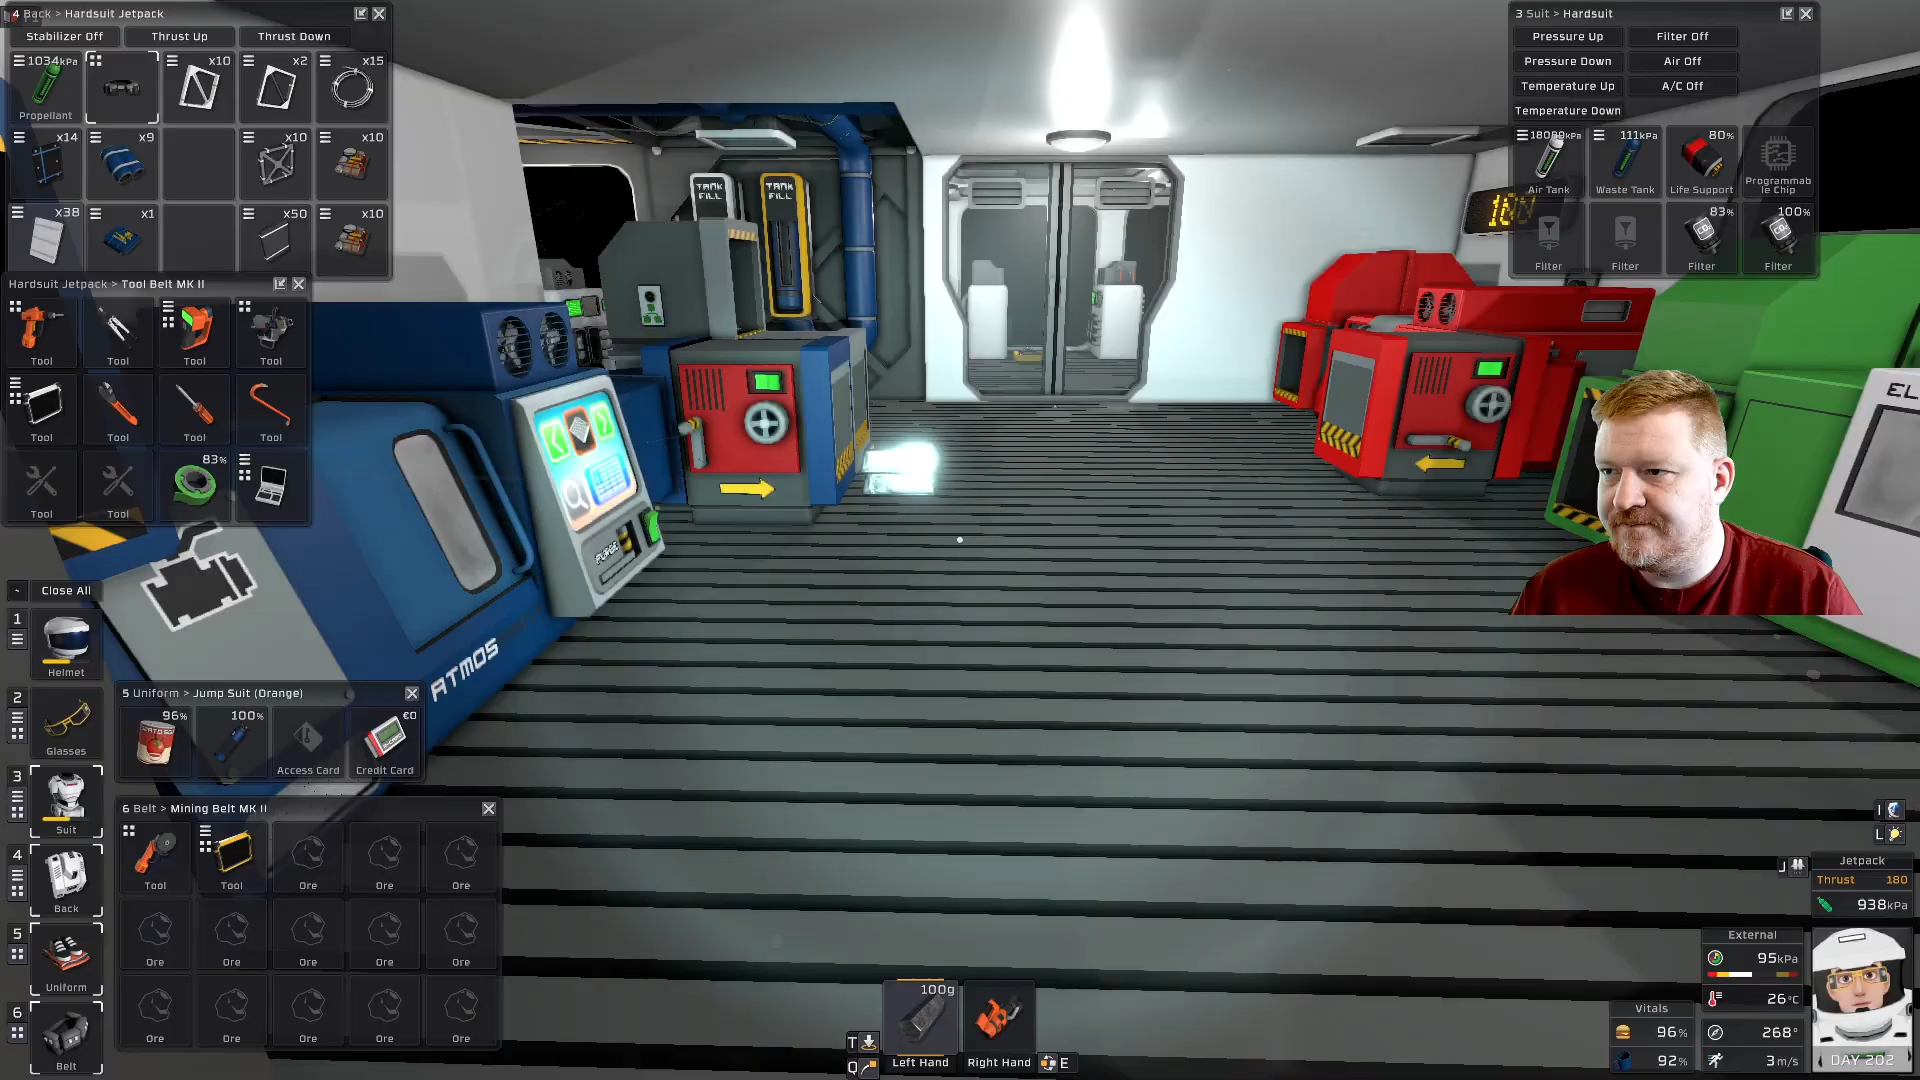 4 Back > Hardsuit Jetpack
Stabilizer Off
Thrust Up
Thrust Down
1034kPa
x10
x2
x15
Propellant
x14
x9
x10
x10
x38
x1
x50
x10
Hardsuit Jetpack > Tool Belt MK II
Tool
Tool
Tool
Tool
Tool
Tool
Tool
Tool
83%
Tool
Tool
~
Close All
1
Helmet
2
Glasses
3
Suit
4
Back
5
Uniform
6
Belt
5 Uniform > Jump Suit (Orange)
96%
100%
€0
Access Card
Credit Card
6 Belt > Mining Belt MK II
Tool
Tool
Ore
Ore
Ore
Ore
Ore
Ore
Ore
Ore
Ore
Ore
Ore
Ore
Ore
TANK
FILL
TANK
FILL
PURGE
ATMOS
3 Suit > Hardsuit
Pressure Up
Filter Off
Pressure Down
Air Off
Temperature Up
A/C Off
Temperature Down
18089kPa
111kPa
80%
Air Tank
Waste Tank
Life Support
Programmab
le Chip
83%
100%
Filter
Filter
Filter
Filter
EL
100g
T
Q
Left Hand
Right Hand
E
I
L
J
Jetpack
Thrust 180
938kPa
External
95kPa
26°C
Vitals
96%
268°
92%
3m/s
DAY 202